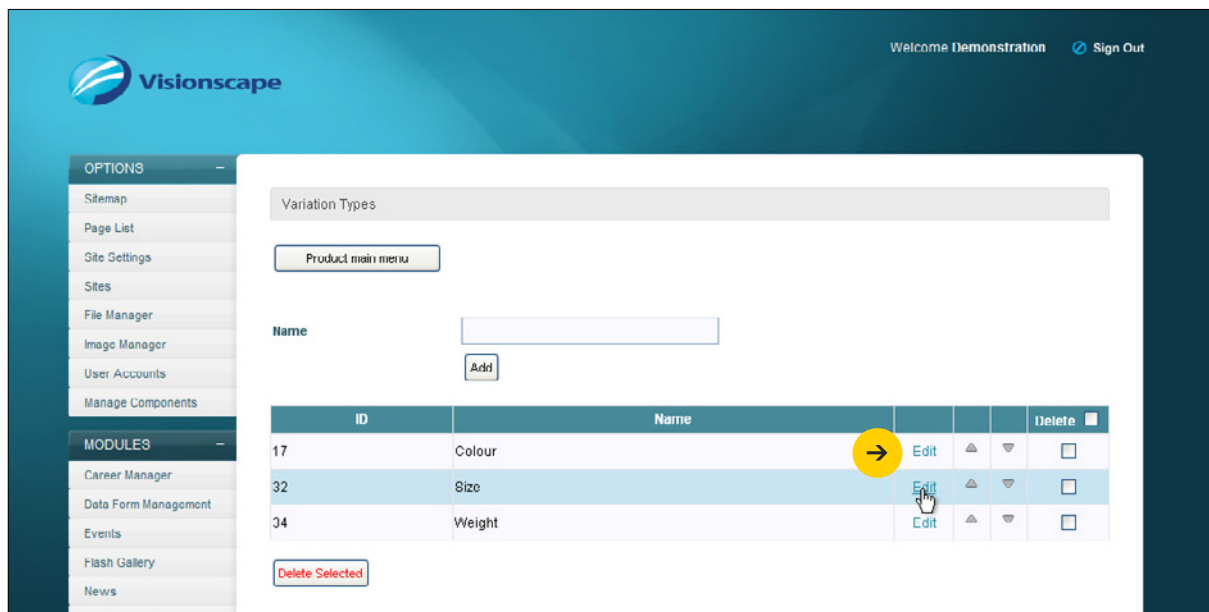 Welcome Demonstration Sign Out
Visionscape
OPTIONS –
Sitemap
Page List
Site Settings
Sites
File Manager
Image Manager
User Accounts
Manage Components
MODULES –
Career Manager
Data Form Management
Events
Flash Gallery
News
Variation Types
Product main menu
Name
Add
ID Name Delete
17 Colour Edit
32 Size Edit
34 Weight Edit
Delete Selected